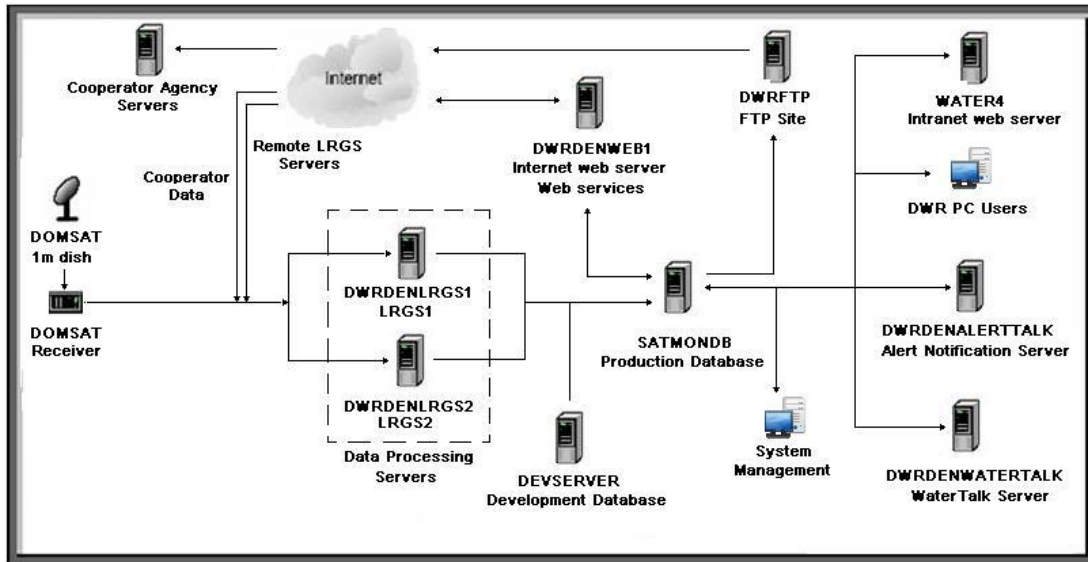 Internet
Cooperator Agency
Servers
DWRFTP
FTP Site
WATER4
Intranet web server
Remote LRGS
Servers
DWRDENWEB1
Internet web server
Web services
Cooperator
Data
DWR PC Users
DOMSAT
1m dish
DWRDENLRGS1
LRGS1
DOMSAT
Receiver
SATMONDB
Production Database
DWRDENALERTTALK
Alert Notification Server
DWRDENLRGS2
LRGS2
Data Processing
Servers
System
Management
DEVSERVER
Development Database
DWRDENWATERTALK
WaterTalk Server